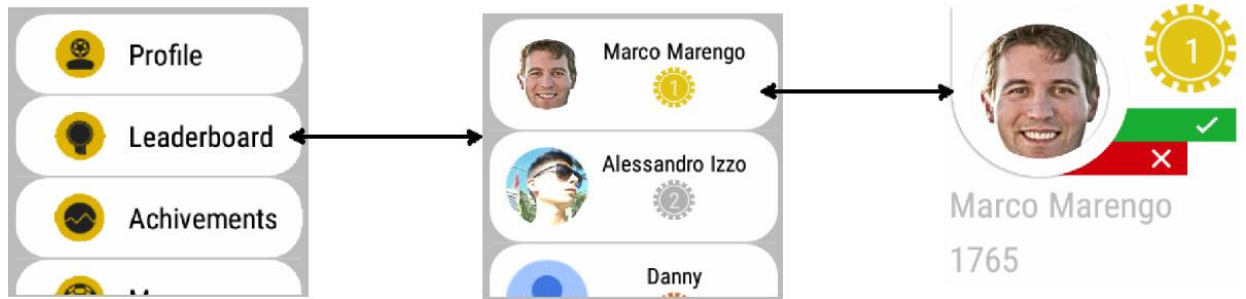 Profile
Leaderboard
Achivements
Marco Marengo
1
Alessandro Izzo
2
Danny
1
Marco Marengo
1765